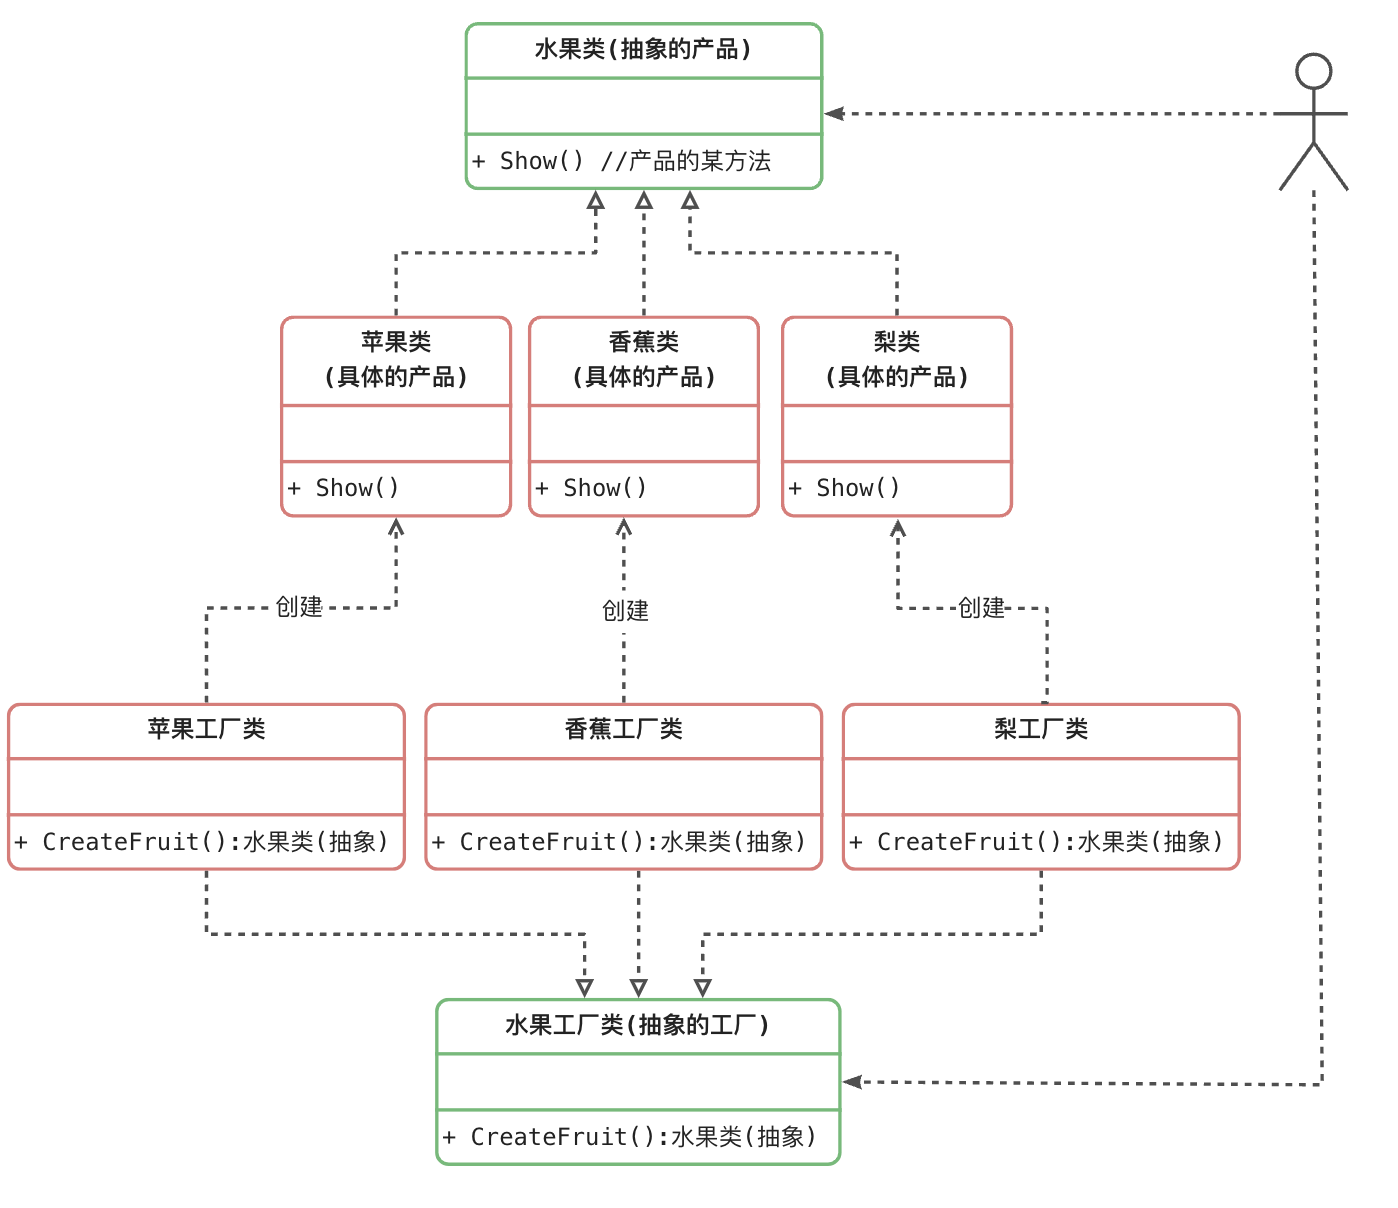 水果类(抽象的产品)
+ Show() //产品的某方法
苹果类
(具体的产品)
+ Show()
香蕉类
(具体的产品)
+ Show()
梨类
(具体的产品)
+ Show()
创建
创建
创建
苹果工厂类
+ CreateFruit():水果类(抽象)
香蕉工厂类
+ CreateFruit():水果类(抽象)
梨工厂类
+ CreateFruit():水果类(抽象)
水果工厂类(抽象的工厂)
+ CreateFruit():水果类(抽象)